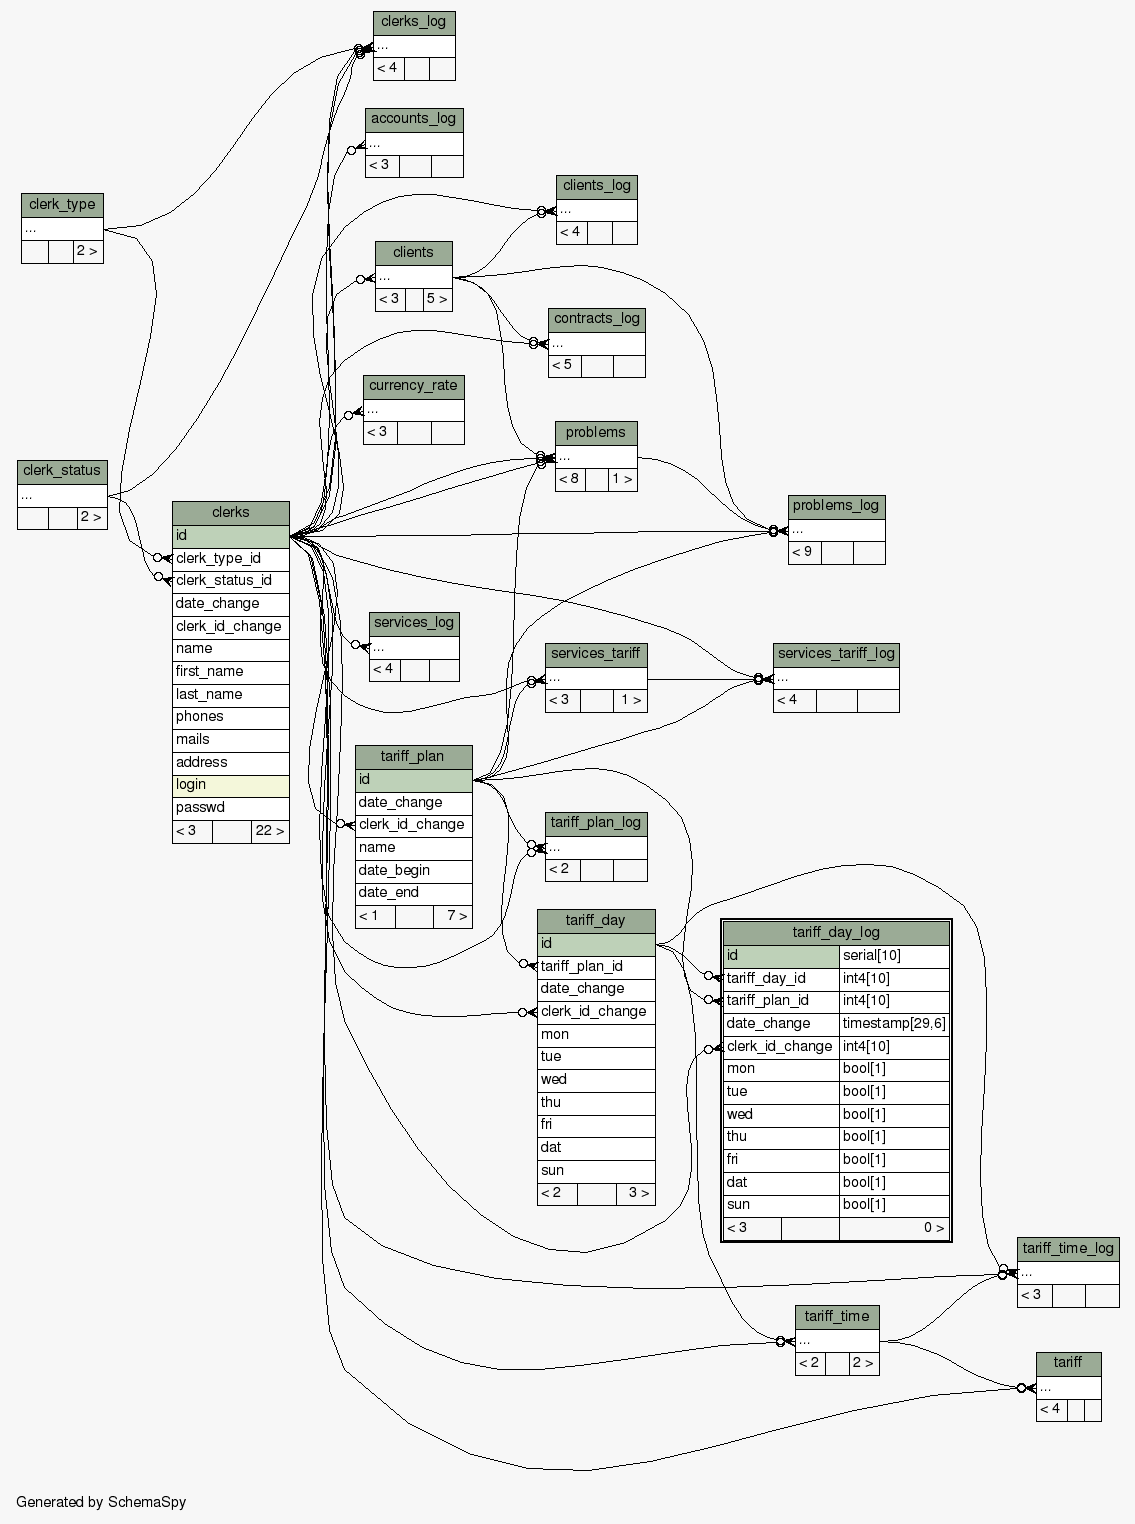 clerks_log
...
< 4
accounts_log
...
< 3
clients_log
...
< 4
clerk_type
...
2 >
clients
...
< 3 5 >
contracts_log
...
< 5
currency_rate
...
< 3
problems
...
< 8 1 >
clerk_status
...
2 >
problems_log
...
< 9
clerks
id
clerk_type_id
clerk_status_id
date_change
clerk_id_change
name
first_name
last_name
phones
mails
address
login
passwd
< 3 22 >
services_log
...
< 4
services_tariff
...
< 3 1 >
services_tariff_log
...
< 4
tariff_plan
id
date_change
clerk_id_change
name
date_begin
date_end
< 1 7 >
tariff_plan_log
...
< 2
tariff_day
id
tariff_plan_id
date_change
clerk_id_change
mon
tue
wed
thu
fri
dat
sun
< 2 3 >
tariff_day_log
id serial[10]
tariff_day_id int4[10]
tariff_plan_id int4[10]
date_change timestamp[29,6]
clerk_id_change int4[10]
mon bool[1]
tue bool[1]
wed bool[1]
thu bool[1]
fri bool[1]
dat bool[1]
sun bool[1]
< 3 0 >
tariff_time_log
...
< 3
tariff_time
...
< 2 2 >
tariff
...
< 4
Generated by SchemaSpy